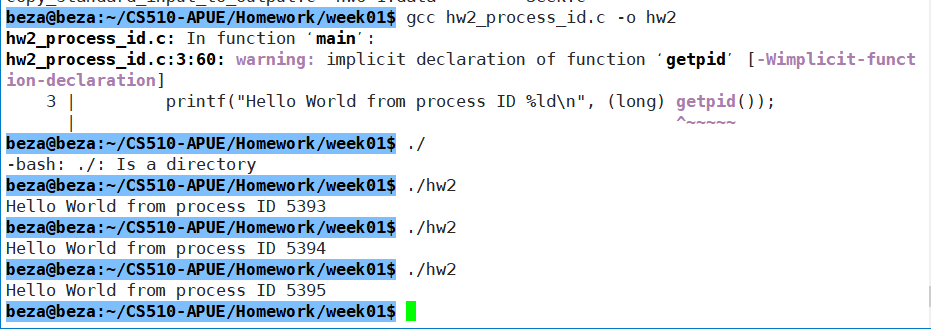 beza@beza:~/CS510-APUE/Homework/week01$ gcc hw2_process_id.c -o hw2
hw2_process_id.c: In function ‘main’:
hw2_process_id.c:3:60: warning: implicit declaration of function ‘getpid’ [-Wimplicit-funct
ion-declaration]
    3 |         printf("Hello World from process ID %ld\n", (long) getpid());
      |                                                            ^~~~~~
beza@beza:~/CS510-APUE/Homework/week01$ ./
-bash: ./: Is a directory
beza@beza:~/CS510-APUE/Homework/week01$ ./hw2
Hello World from process ID 5393
beza@beza:~/CS510-APUE/Homework/week01$ ./hw2
Hello World from process ID 5394
beza@beza:~/CS510-APUE/Homework/week01$ ./hw2
Hello World from process ID 5395
beza@beza:~/CS510-APUE/Homework/week01$